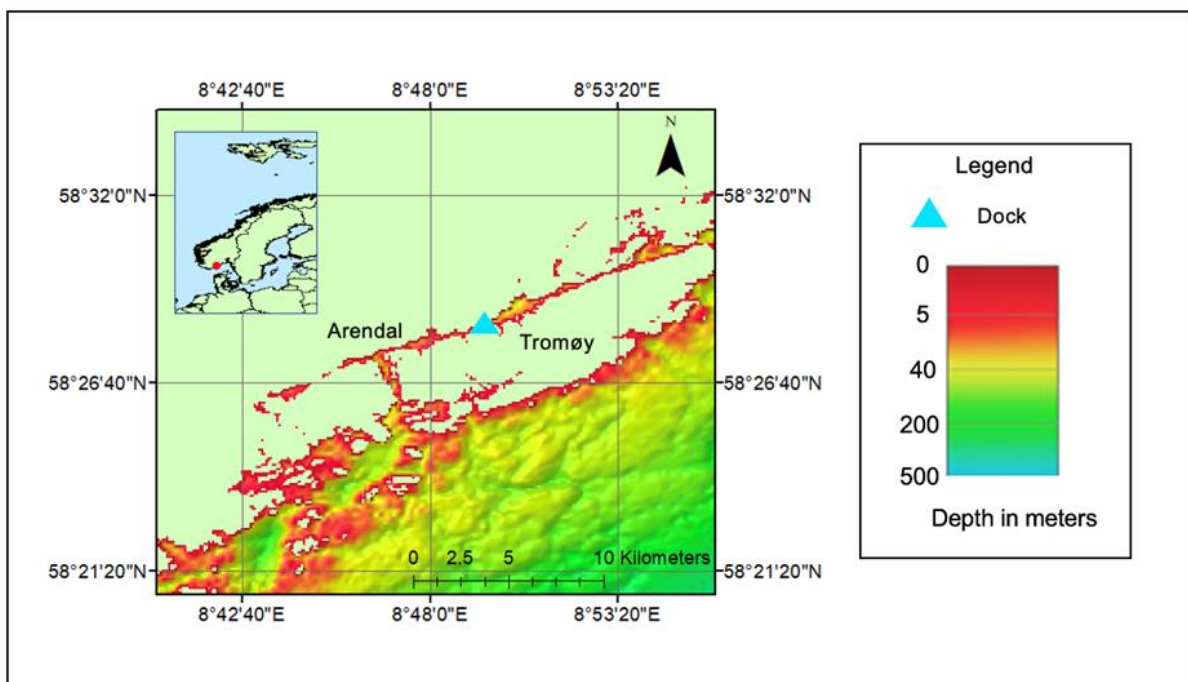 8°42'40"E 8°48'0"E 8°53'20"E
N
58°32'0"N 58°32'0"N
Arendal
Tromøy
58°26'40"N 58°26'40"N
0 2.5 5 10 Kilometers
58°21'20"N 58°21'20"N
8°42'40"E 8°48'0"E 8°53'20"E
Legend
Dock
0
5
40
200
500
Depth in meters